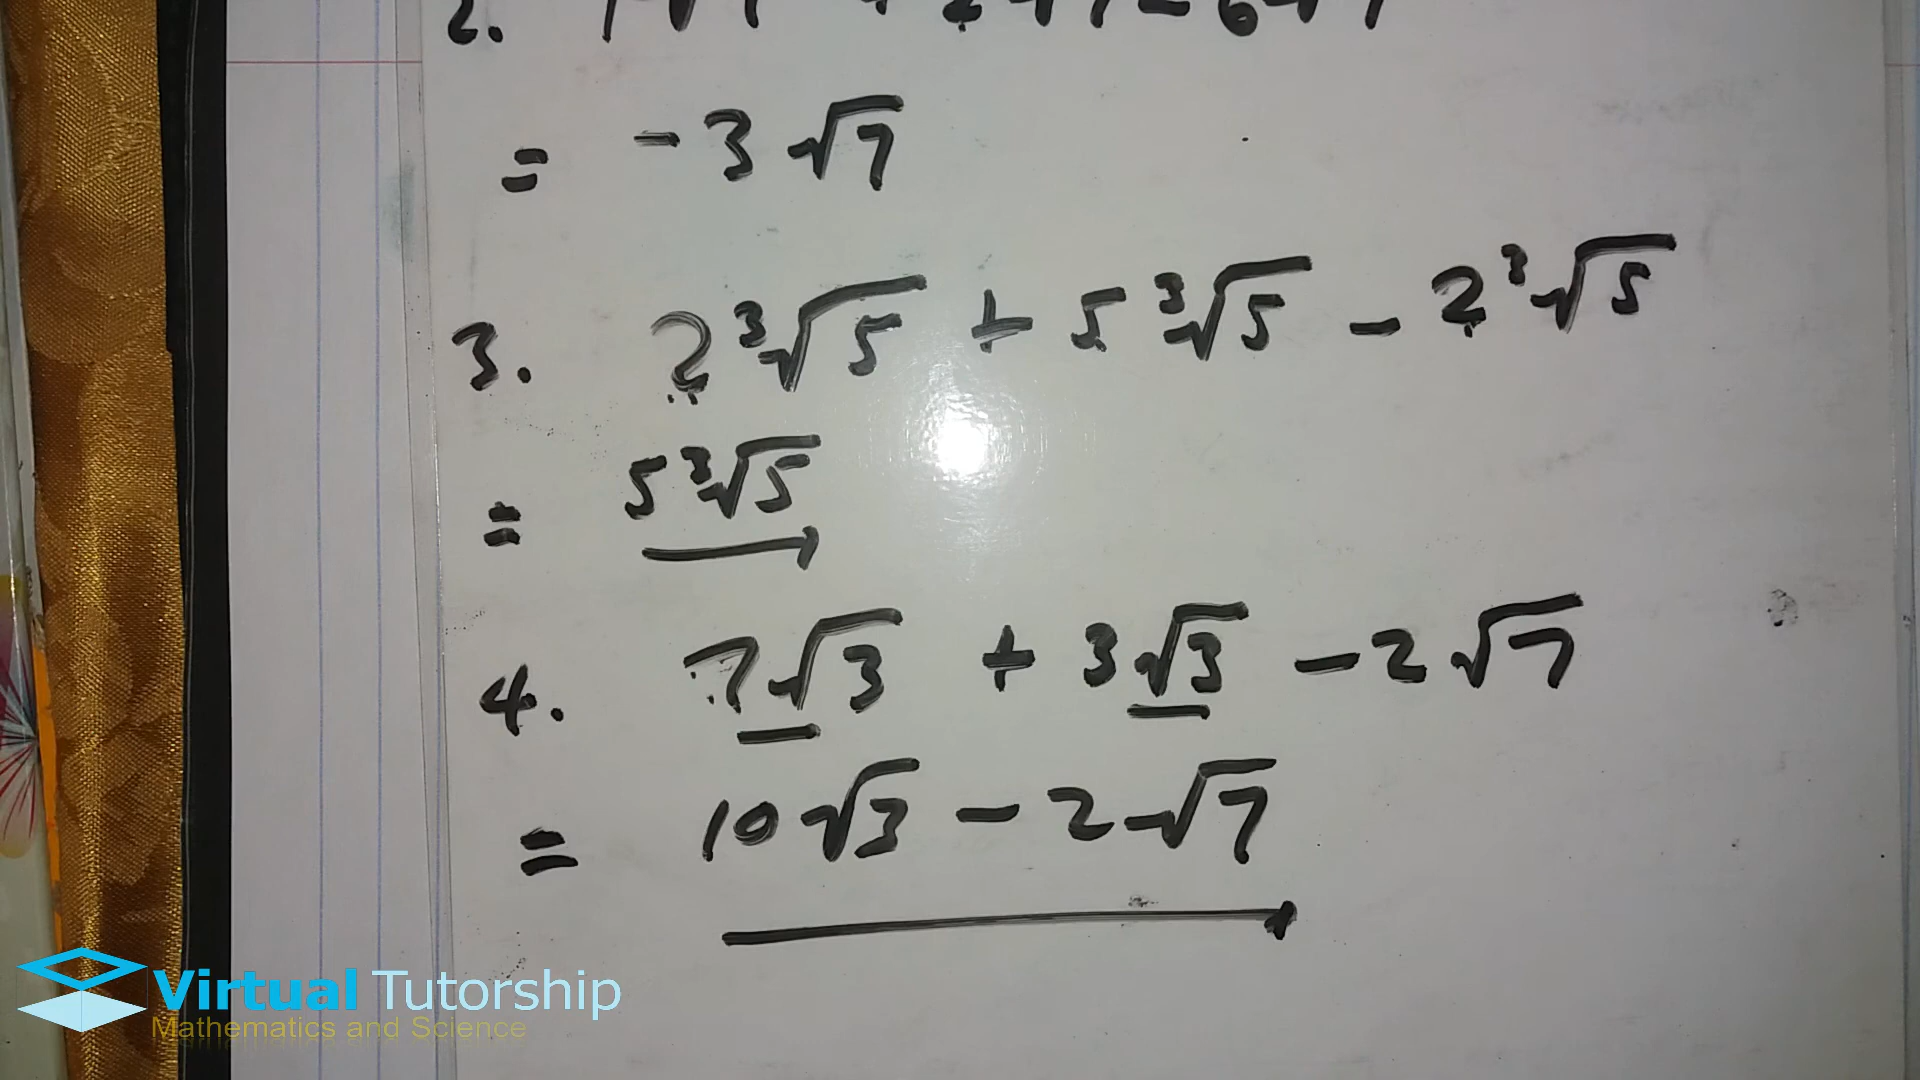 2.
= -3√7
3. 2∛5 + 5∛5 - 2∛5
= 5∛5
4. 7√3 + 3√3 - 2√7
= 10√3 - 2√7
Virtual Tutorship
Mathematics and Science